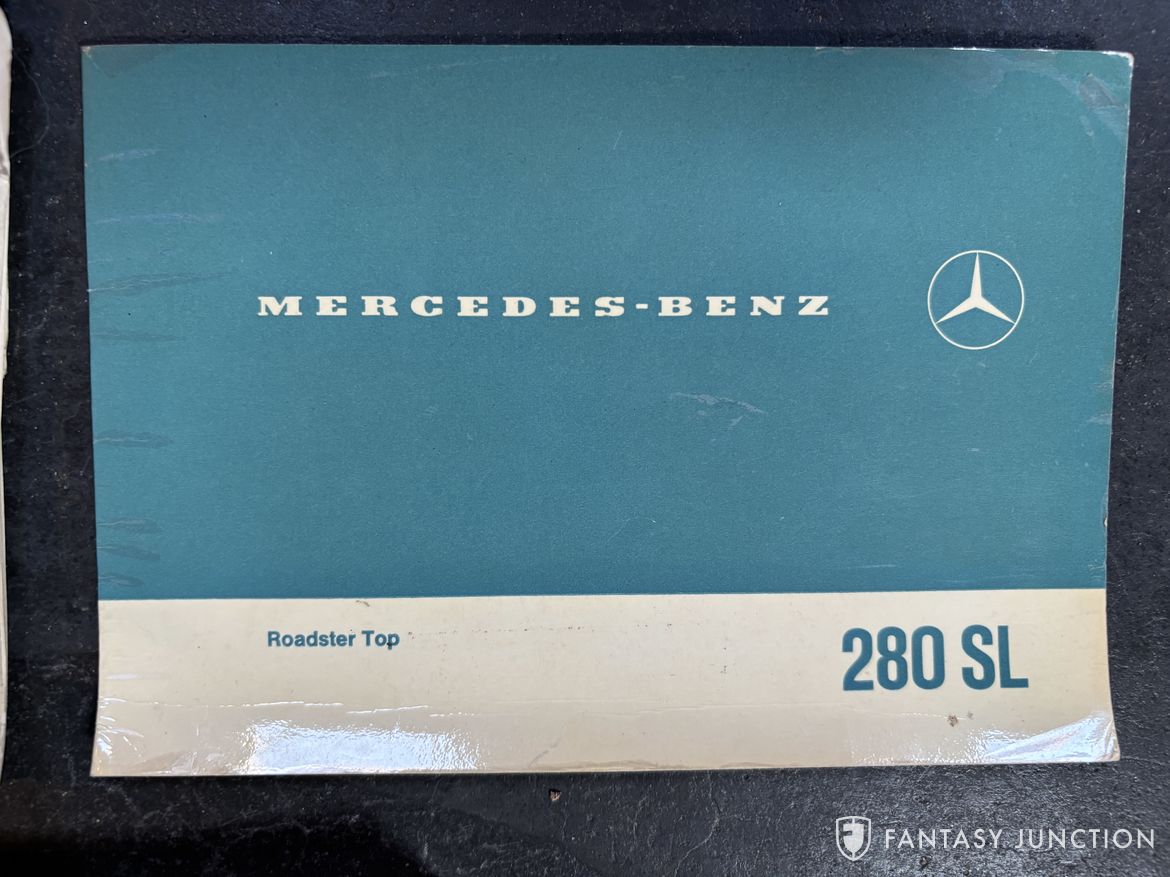 MERCEDES-BENZ
Roadster Top
280 SL
FANTASY JUNCTION